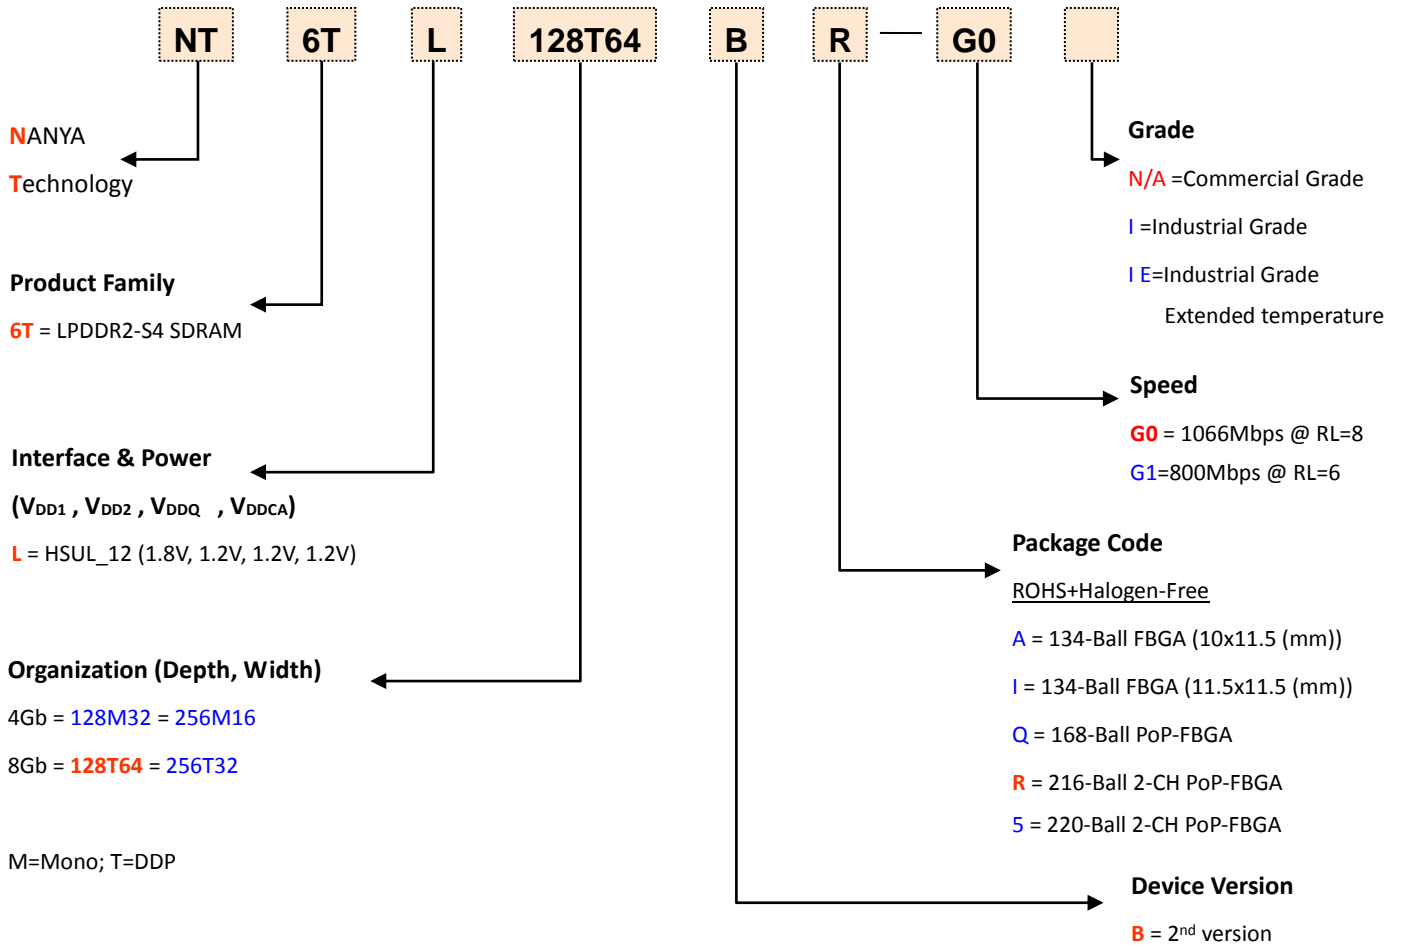 NT 6T L 128T64 B R — G0
NANYA
Technology
Product Family
6T = LPDDR2-S4 SDRAM
Interface & Power
(VDD1 , VDD2 , VDDQ , VDDCA)
L = HSUL_12 (1.8V, 1.2V, 1.2V, 1.2V)
Organization (Depth, Width)
4Gb = 128M32 = 256M16
8Gb = 128T64 = 256T32
M=Mono; T=DDP
Grade
N/A =Commercial Grade
I =Industrial Grade
I E=Industrial Grade
Extended temperature
Speed
G0 = 1066Mbps @ RL=8
G1=800Mbps @ RL=6
Package Code
ROHS+Halogen-Free
A = 134-Ball FBGA (10x11.5 (mm))
I = 134-Ball FBGA (11.5x11.5 (mm))
Q = 168-Ball PoP-FBGA
R = 216-Ball 2-CH PoP-FBGA
5 = 220-Ball 2-CH PoP-FBGA
Device Version
B = 2nd version